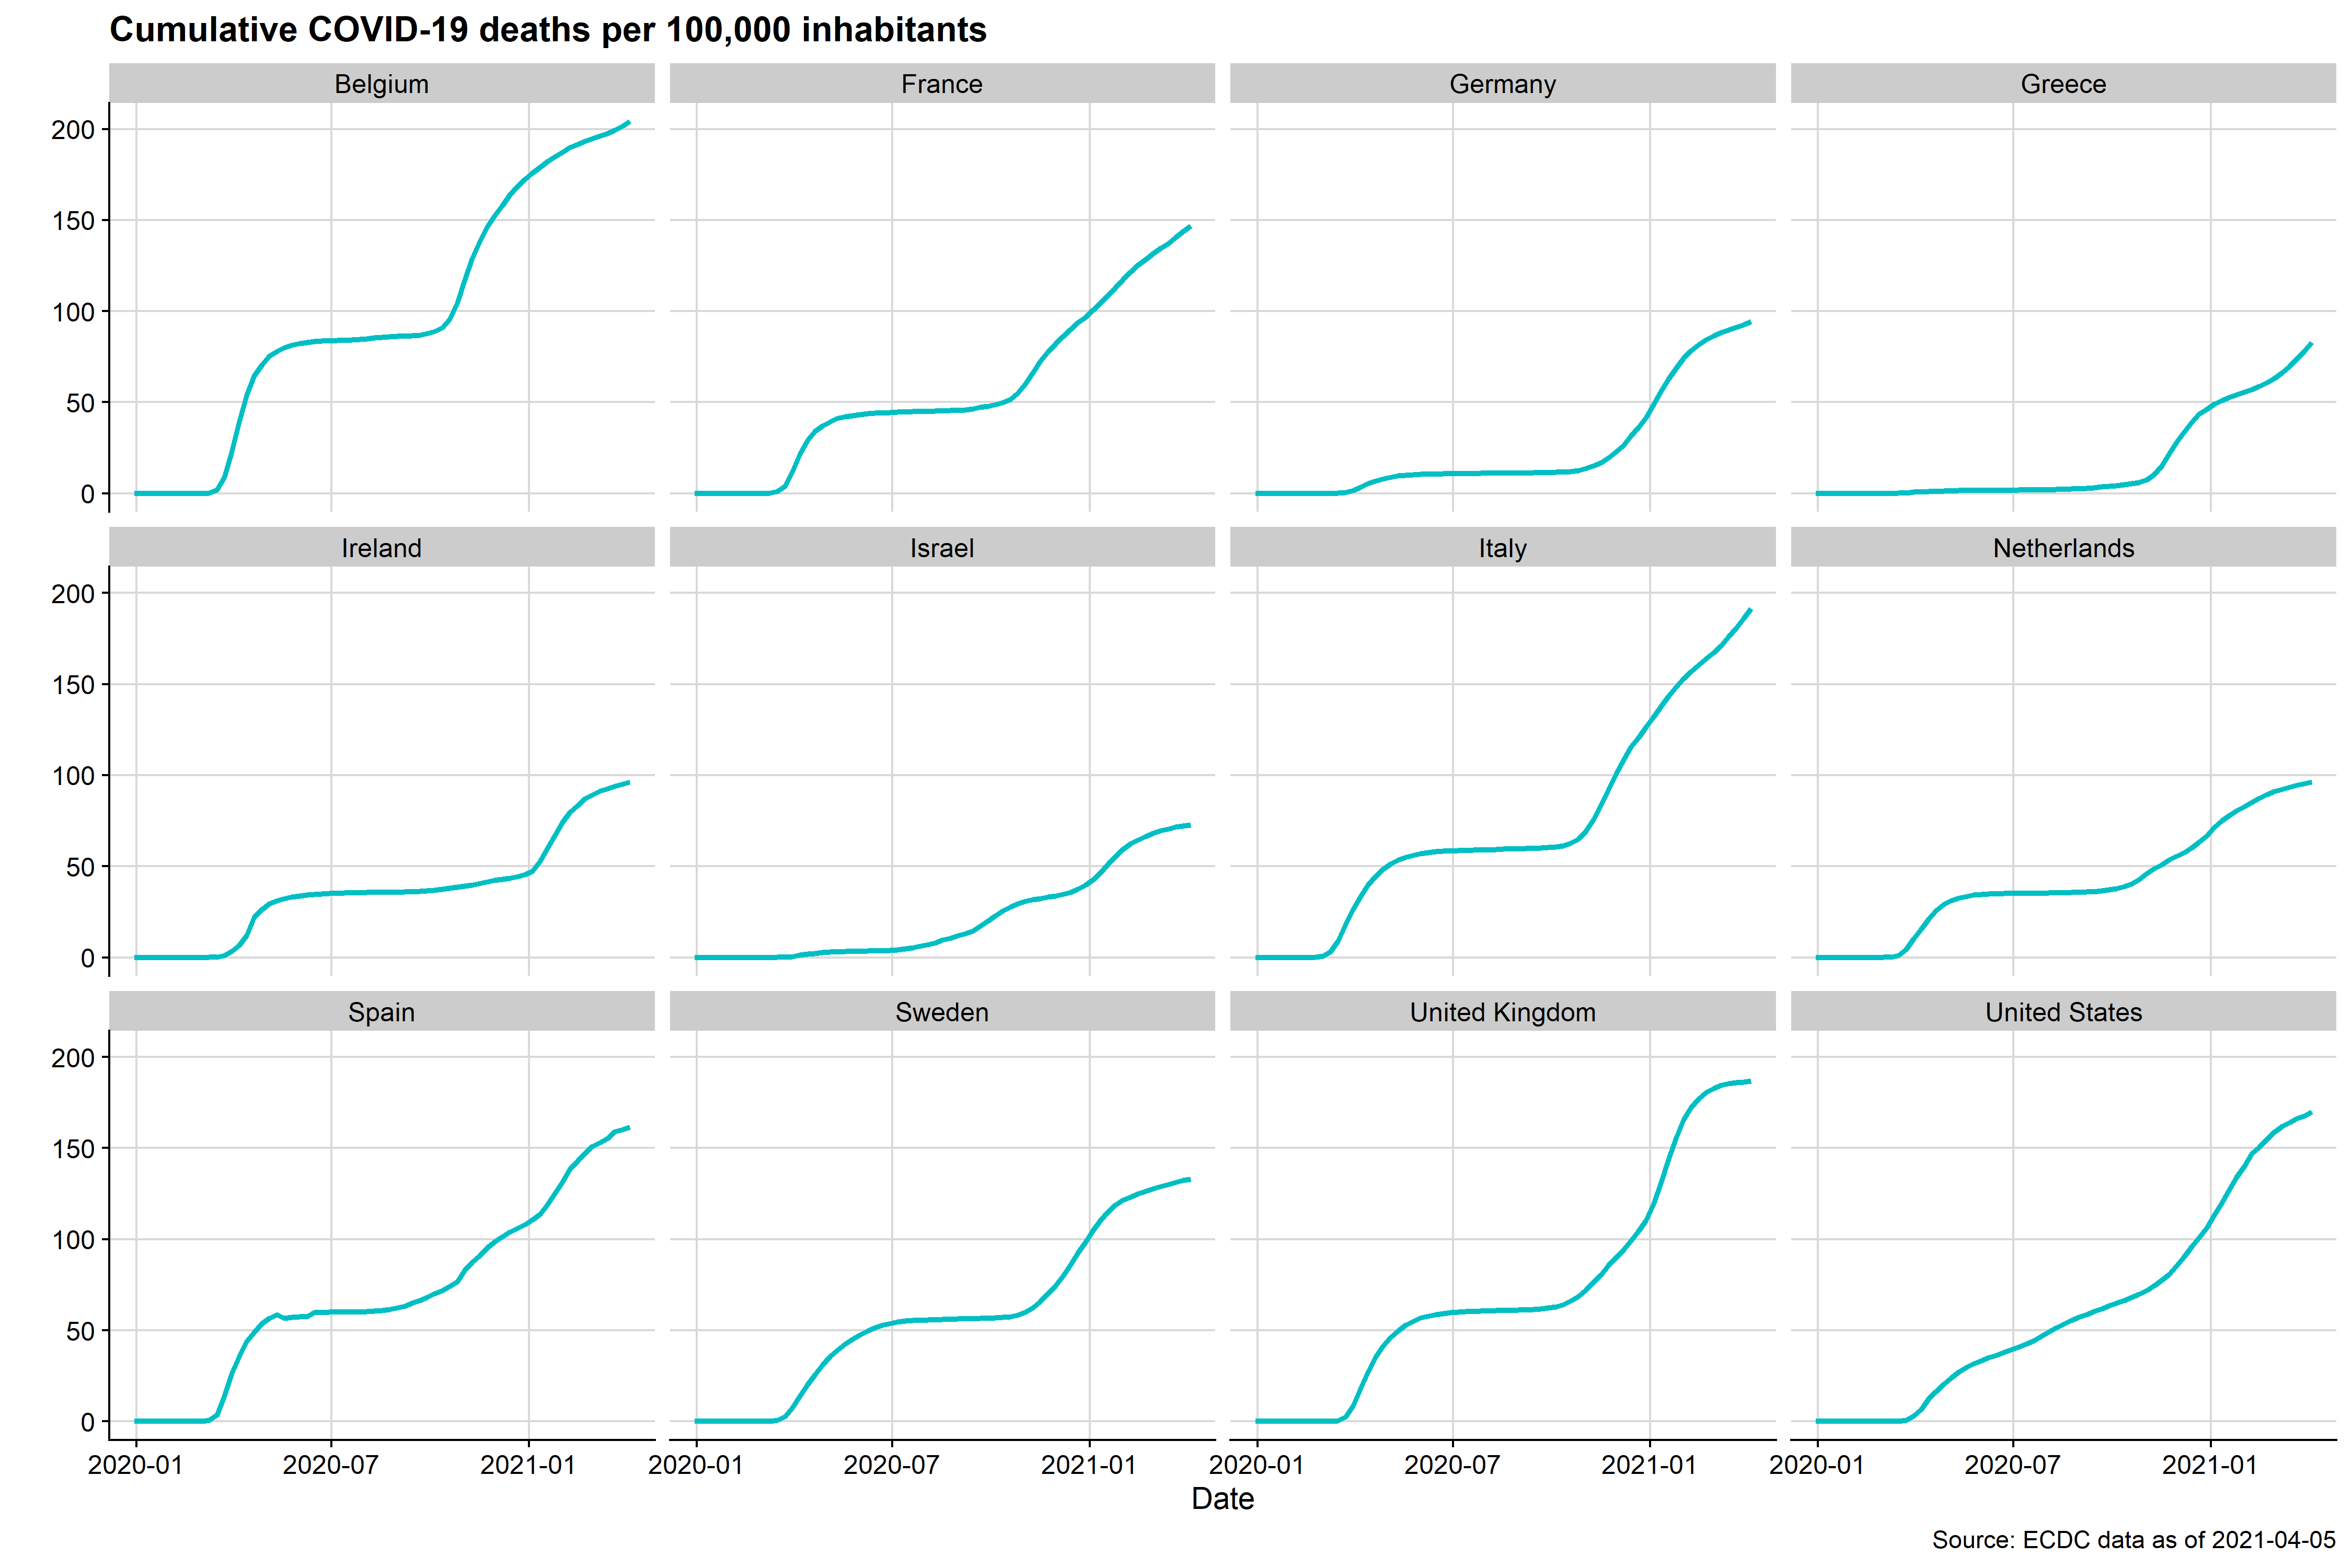 Cumulative COVID-19 deaths per 100,000 inhabitants
Belgium France Germany Greece
200
150
100
50
0
Ireland Israel Italy Netherlands
200
150
100
50
0
Spain Sweden United Kingdom United States
200
150
100
50
0
2020-01 2020-07 2021-01 2020-01 2020-07 2021-01 2020-01 2020-07 2021-01 2020-01 2020-07 2021-01
Date
Source: ECDC data as of 2021-04-05